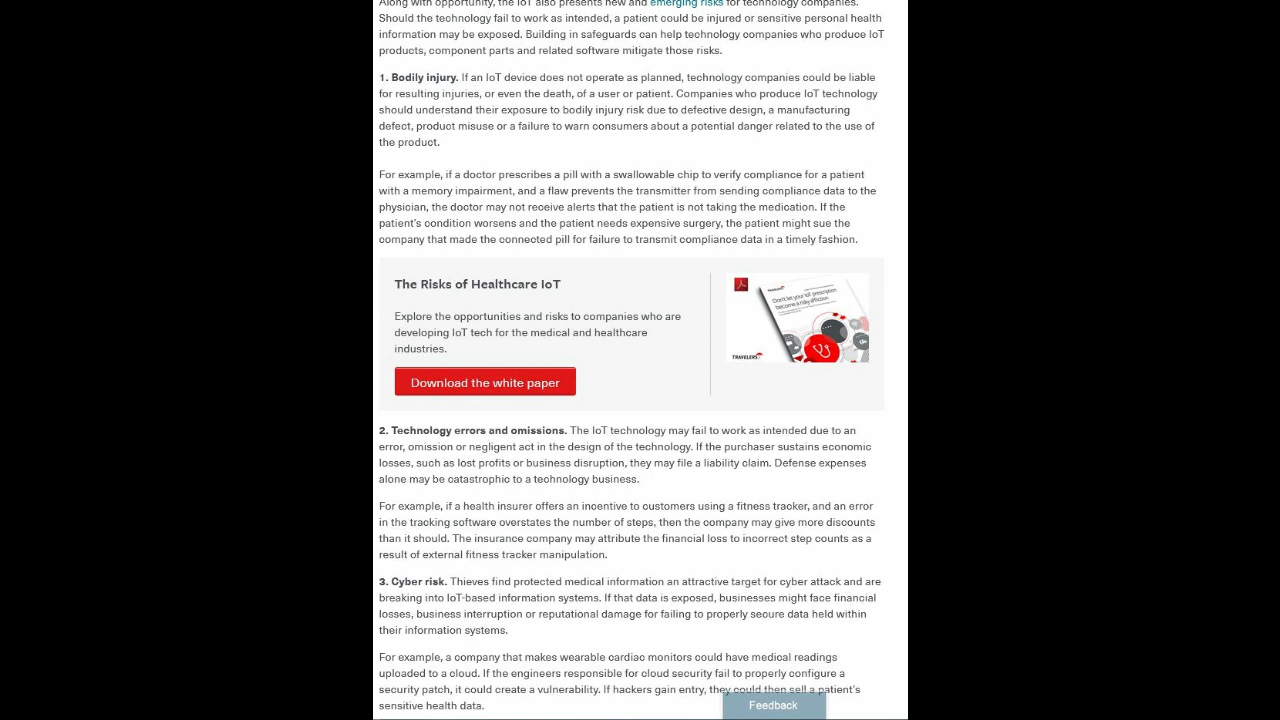 Along with opportunity, the IoT also presents new and emerging risks for technology companies.
Should the technology fail to work as intended, a patient could be injured or sensitive personal health
information may be exposed. Building in safeguards can help technology companies who produce IoT
products, component parts and related software mitigate those risks.
1. Bodily injury. If an IoT device does not operate as planned, technology companies could be liable
for resulting injuries, or even the death, of a user or patient. Companies who produce IoT technology
should understand their exposure to bodily injury risk due to defective design, a manufacturing
defect, product misuse or a failure to warn consumers about a potential danger related to the use of
the product.
For example, if a doctor prescribes a pill with a swallowable chip to verify compliance for a patient
with a memory impairment, and a flaw prevents the transmitter from sending compliance data to the
physician, the doctor may not receive alerts that the patient is not taking the medication. If the
patient's condition worsens and the patient needs expensive surgery, the patient might sue the
company that made the connected pill for failure to transmit compliance data in a timely fashion.
The Risks of Healthcare IoT
Explore the opportunities and risks to companies who are
developing IoT tech for the medical and healthcare
industries.
Download the white paper
Don't let your IoT prescription
become a risky affliction
TRAVELERS
2. Technology errors and omissions. The IoT technology may fail to work as intended due to an
error, omission or negligent act in the design of the technology. If the purchaser sustains economic
losses, such as lost profits or business disruption, they may file a liability claim. Defense expenses
alone may be catastrophic to a technology business.
For example, if a health insurer offers an incentive to customers using a fitness tracker, and an error
in the tracking software overstates the number of steps, then the company may give more discounts
than it should. The insurance company may attribute the financial loss to incorrect step counts as a
result of external fitness tracker manipulation.
3. Cyber risk. Thieves find protected medical information an attractive target for cyber attack and are
breaking into IoT-based information systems. If that data is exposed, businesses might face financial
losses, business interruption or reputational damage for failing to properly secure data held within
their information systems.
For example, a company that makes wearable cardiac monitors could have medical readings
uploaded to a cloud. If the engineers responsible for cloud security fail to properly configure a
security patch, it could create a vulnerability. If hackers gain entry, they could then sell a patient's
sensitive health data.
Feedback